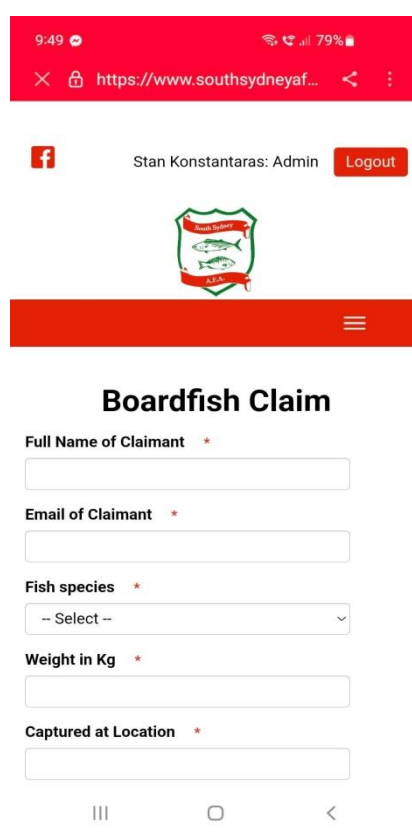 9:49 79%
https://www.southsydneyaf...
Stan Konstantaras: Admin Logout
South Sydney
A.F.A.
Boardfish Claim
Full Name of Claimant *
Email of Claimant *
Fish species *
-- Select --
Weight in Kg *
Captured at Location *